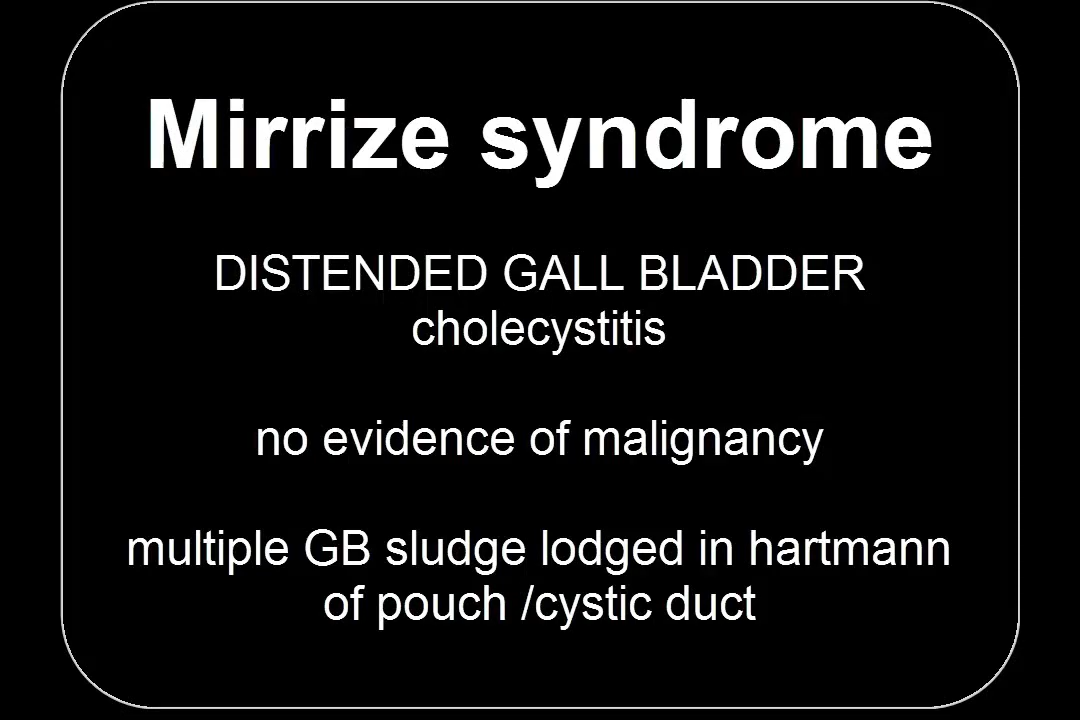 Mirrize syndrome
DISTENDED GALL BLADDER
cholecystitis
no evidence of malignancy
multiple GB sludge lodged in hartmann
of pouch /cystic duct